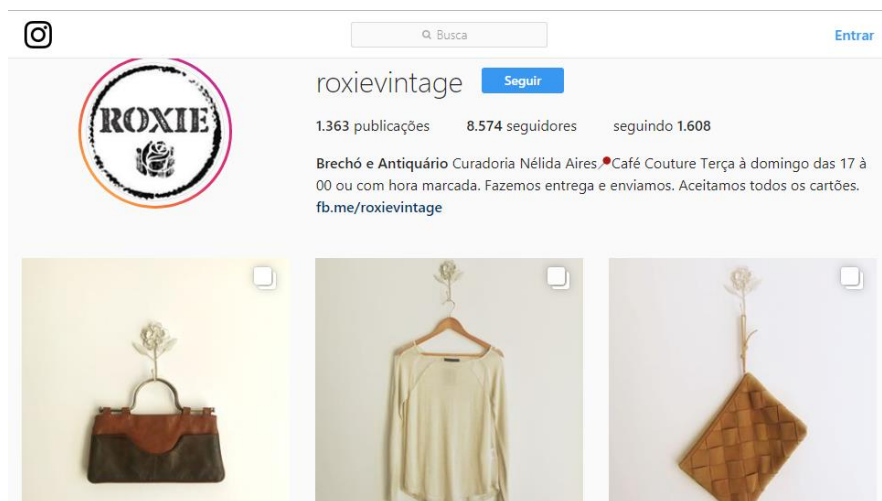 Busca
Entrar
ROXIE
roxievintage
Seguir
1.363 publicações 8.574 seguidores seguindo 1.608
Brechó e Antiquário Curadoria Nélida Aires📍Café Couture Terça à domingo das 17 à
00 ou com hora marcada. Fazemos entrega e enviamos. Aceitamos todos os cartões.
fb.me/roxievintage